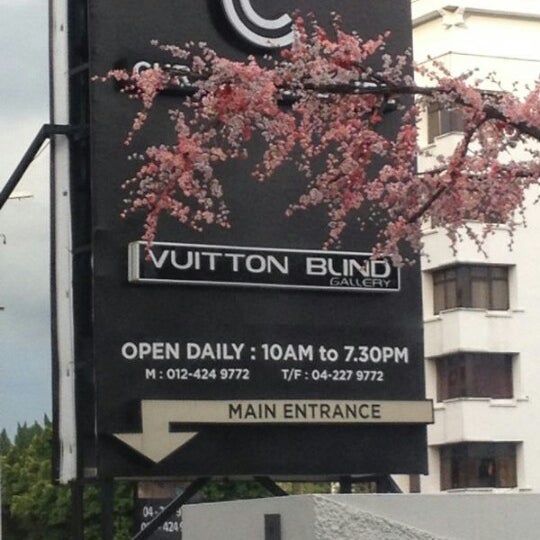 VUITTON BLIND
GALLERY
OPEN DAILY : 10AM to 7.30PM
M : 012-424 9772 T/F : 04-227 9772
MAIN ENTRANCE